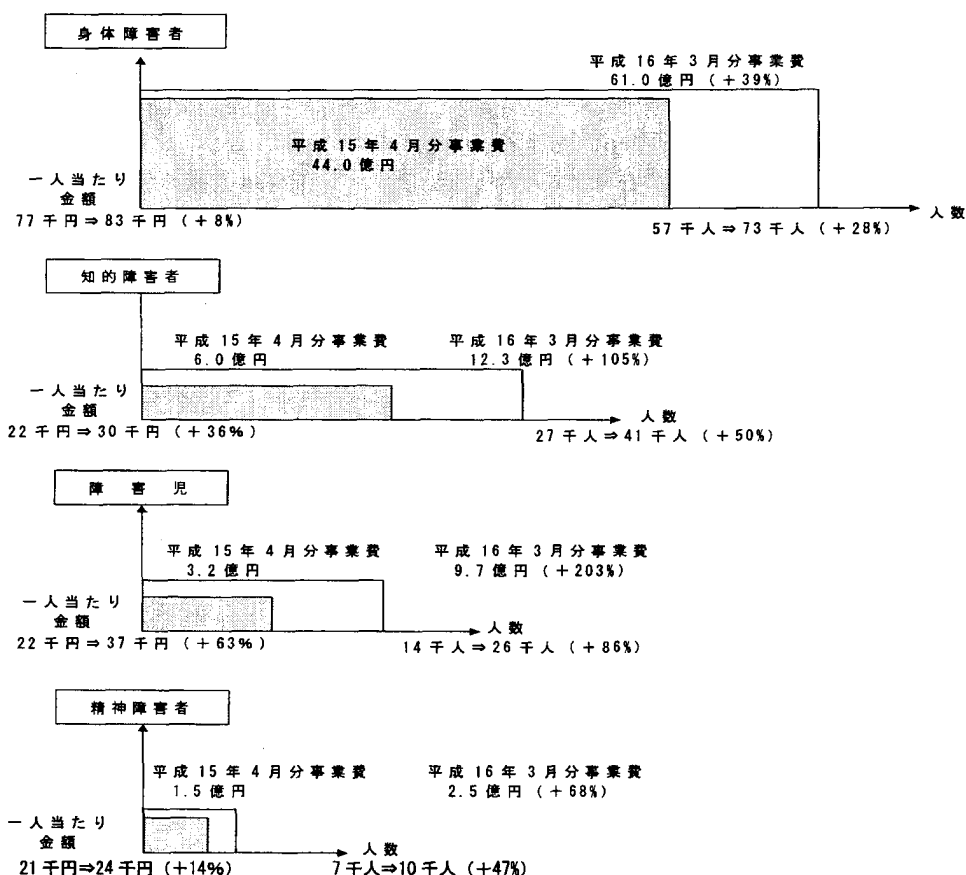 身体障害者
平成16年3月分事業費
61.0億円(+39%)
平成15年4月分事業費
44.0億円
一人当たり
金額
77千円⇒83千円(+8%)
人数
57千人⇒73千人(+28%)
知的障害者
平成15年4月分事業費
6.0億円
平成16年3月分事業費
12.3億円(+105%)
一人当たり
金額
22千円⇒30千円(+36%)
人数
27千人⇒41千人(+50%)
障害児
平成15年4月分事業費
3.2億円
平成16年3月分事業費
9.7億円(+203%)
一人当たり
金額
22千円⇒37千円(+63%)
人数
14千人⇒26千人(+86%)
精神障害者
平成15年4月分事業費
1.5億円
平成16年3月分事業費
2.5億円(+68%)
一人当たり
金額
21千円⇒24千円(+14%)
人数
7千人⇒10千人(+47%)